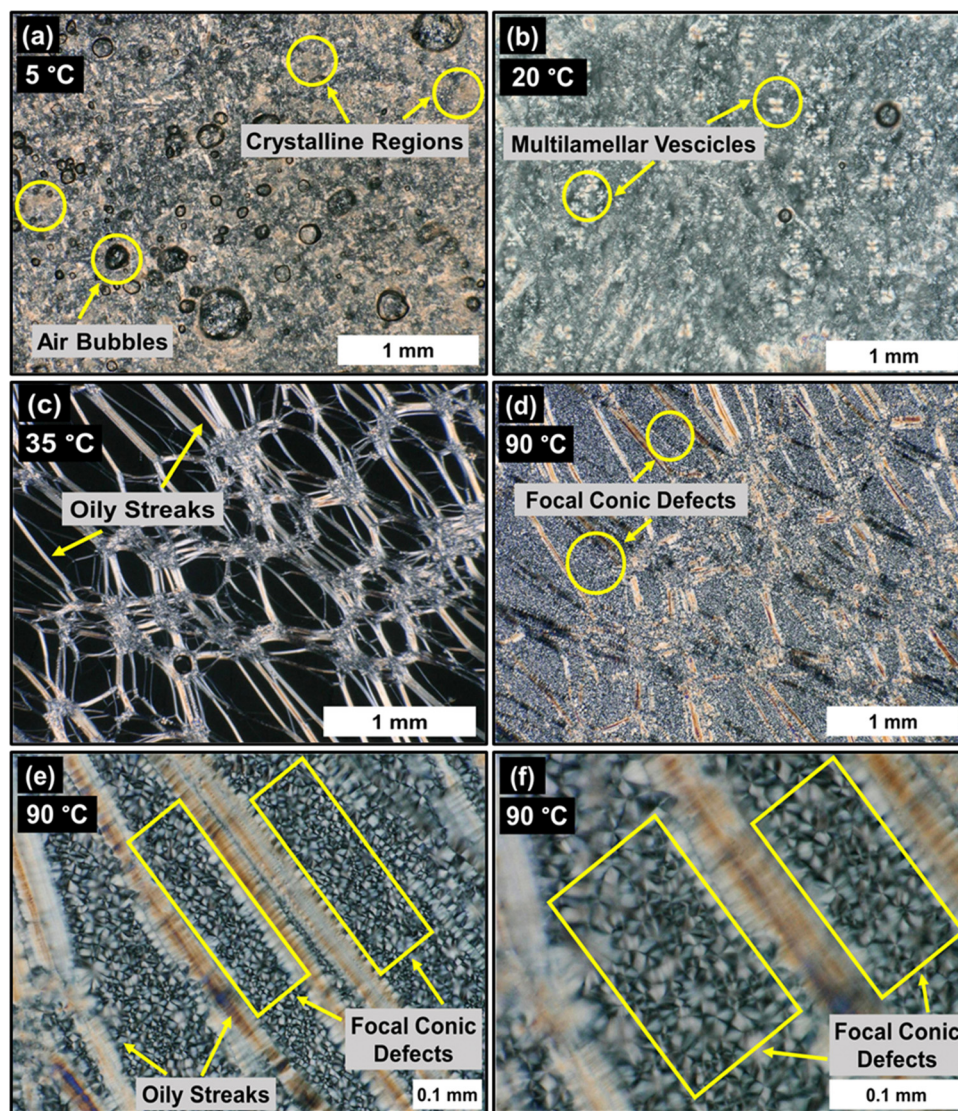 (a)
5 °C
Crystalline Regions
Air Bubbles
1 mm
(b)
20 °C
Multilamellar Vescicles
1 mm
(c)
35 °C
Oily Streaks
1 mm
(d)
90 °C
Focal Conic Defects
1 mm
(e)
90 °C
Focal Conic
Defects
Oily Streaks
0.1 mm
(f)
90 °C
Focal Conic
Defects
0.1 mm